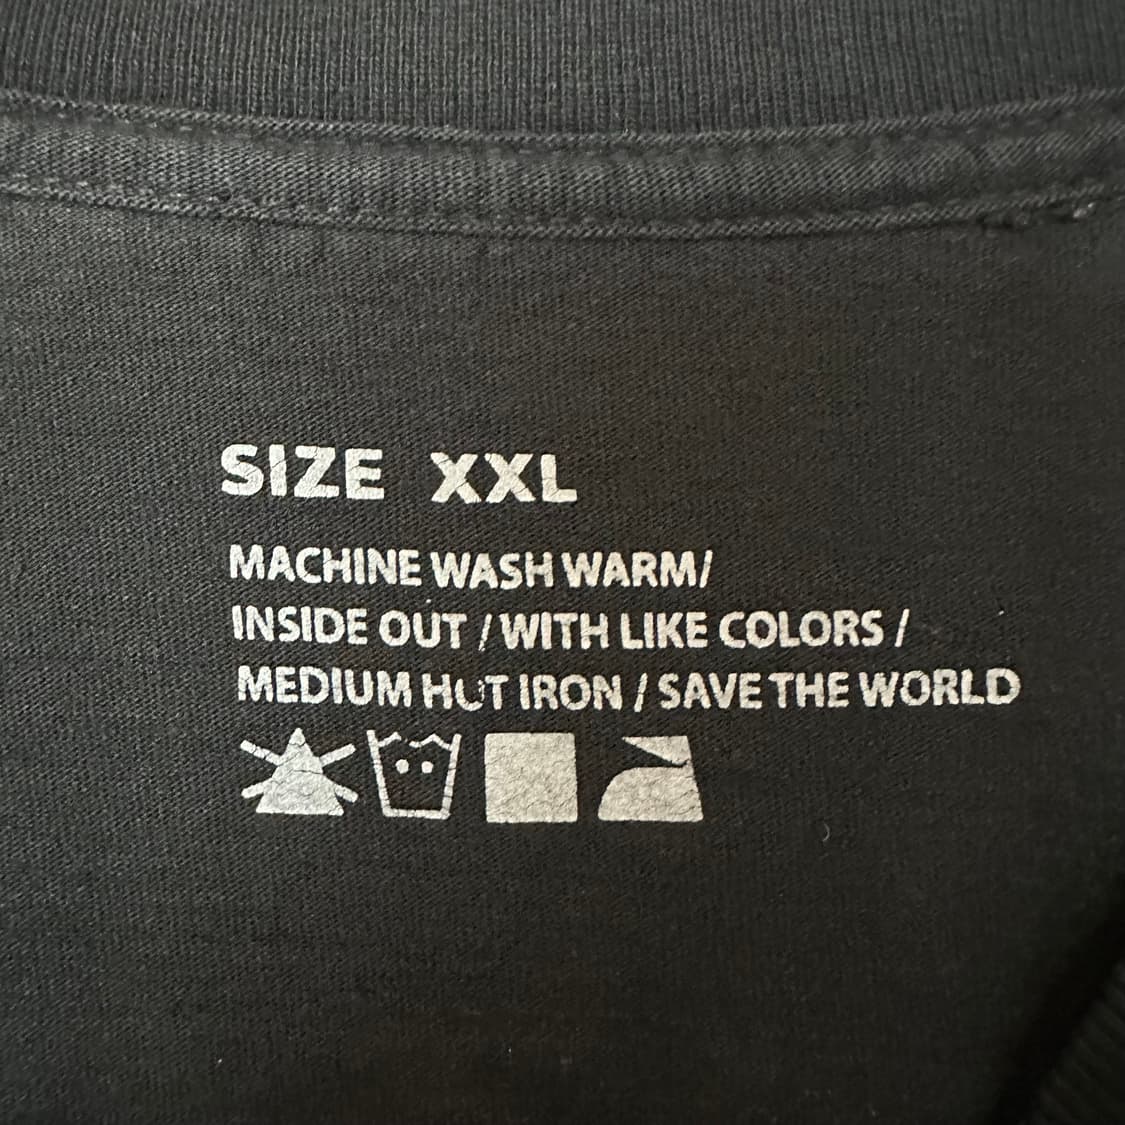 SIZE XXL
MACHINE WASH WARM/
INSIDE OUT / WITH LIKE COLORS /
MEDIUM HOT IRON / SAVE THE WORLD